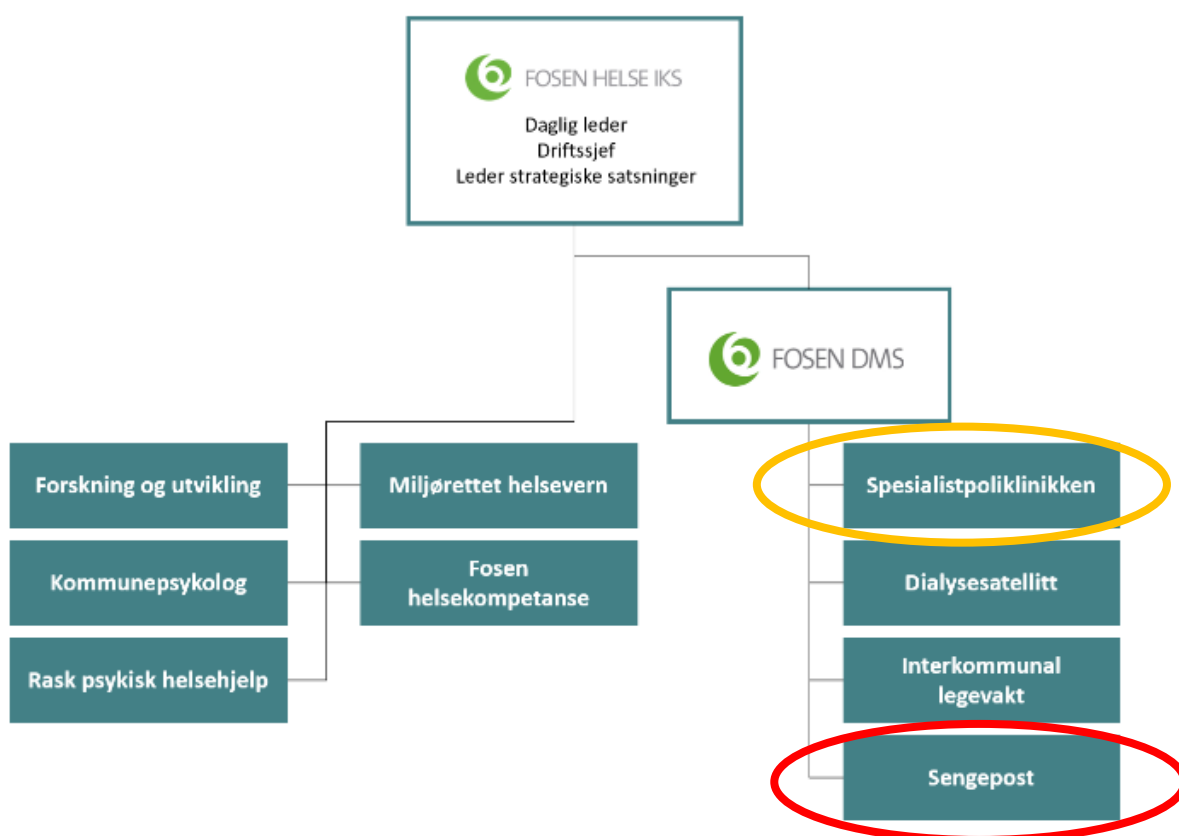 FOSEN HELSE IKS
Daglig leder
Driftssjef
Leder strategiske satsninger
FOSEN DMS
Forskning og utvikling
Miljørettet helsevern
Kommunepsykolog
Fosen
helsekompetanse
Rask psykisk helsehjelp
Spesialistpoliklinikken
Dialysesatellitt
Interkommunal
legevakt
Sengepost